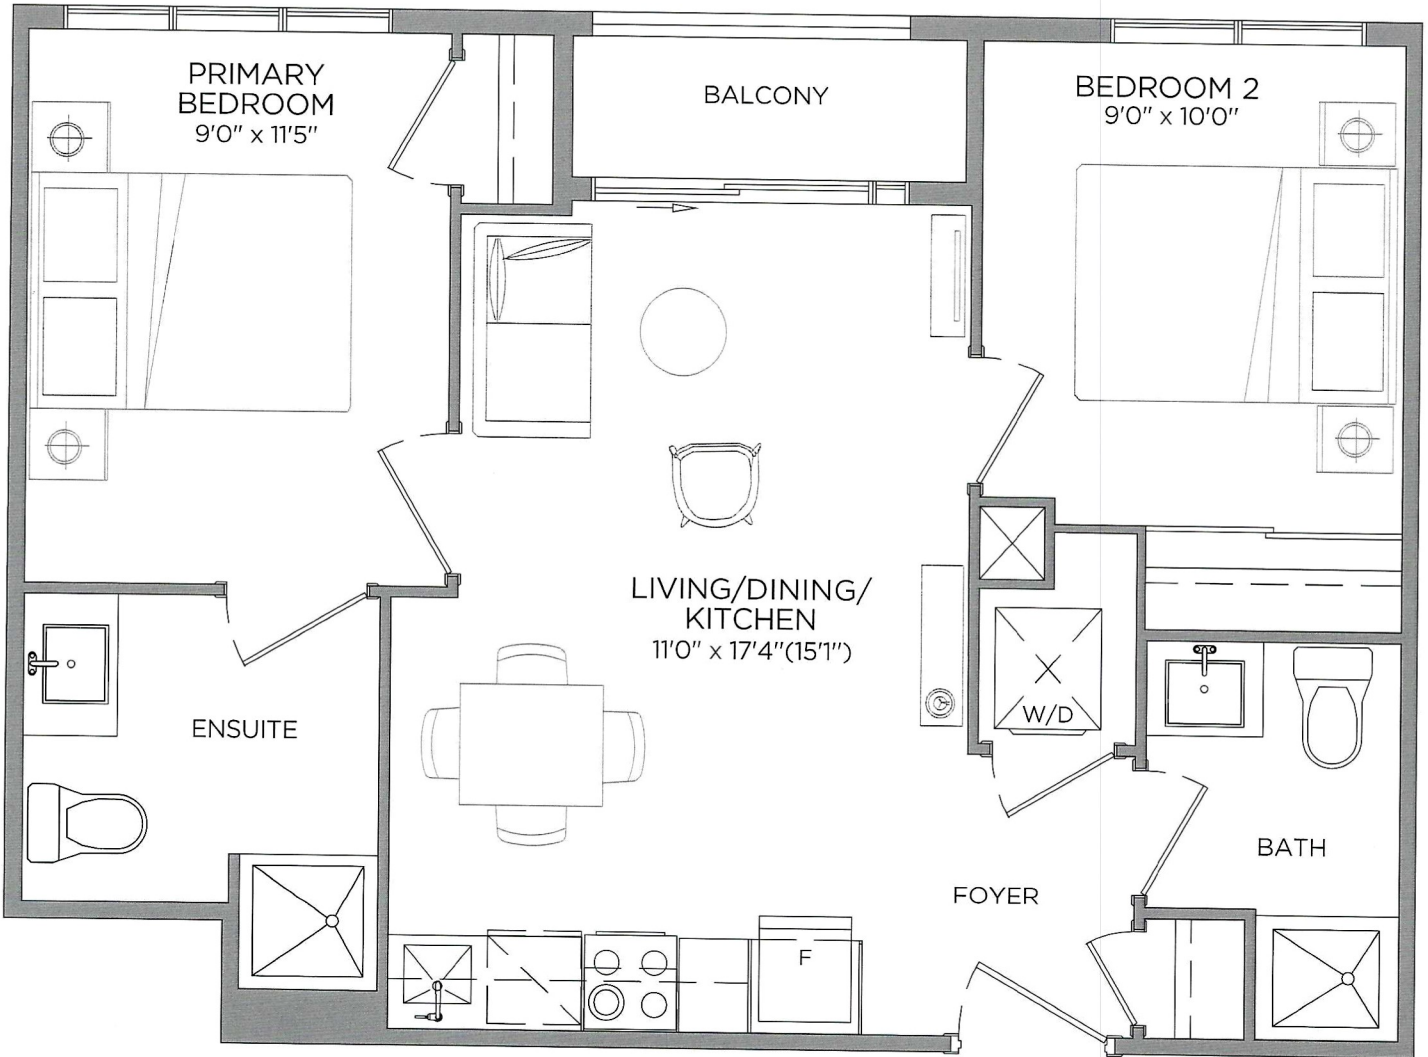 PRIMARY
BEDROOM
9'0" x 11'5"
BALCONY
BEDROOM 2
9'0" x 10'0"
LIVING/DINING/
KITCHEN
11'0" x 17'4"(15'1")
W/D
ENSUITE
BATH
FOYER
F